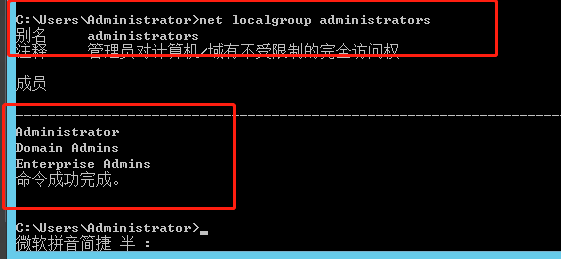 C:\Users\Administrator>net localgroup administrators
别名 administrators
注释 管理员对计算机/域有不受限制的完全访问权
成员
-------------------------------------------------------------------------------
Administrator
Domain Admins
Enterprise Admins
命令成功完成。
C:\Users\Administrator>_
微软拼音简捷 半 :